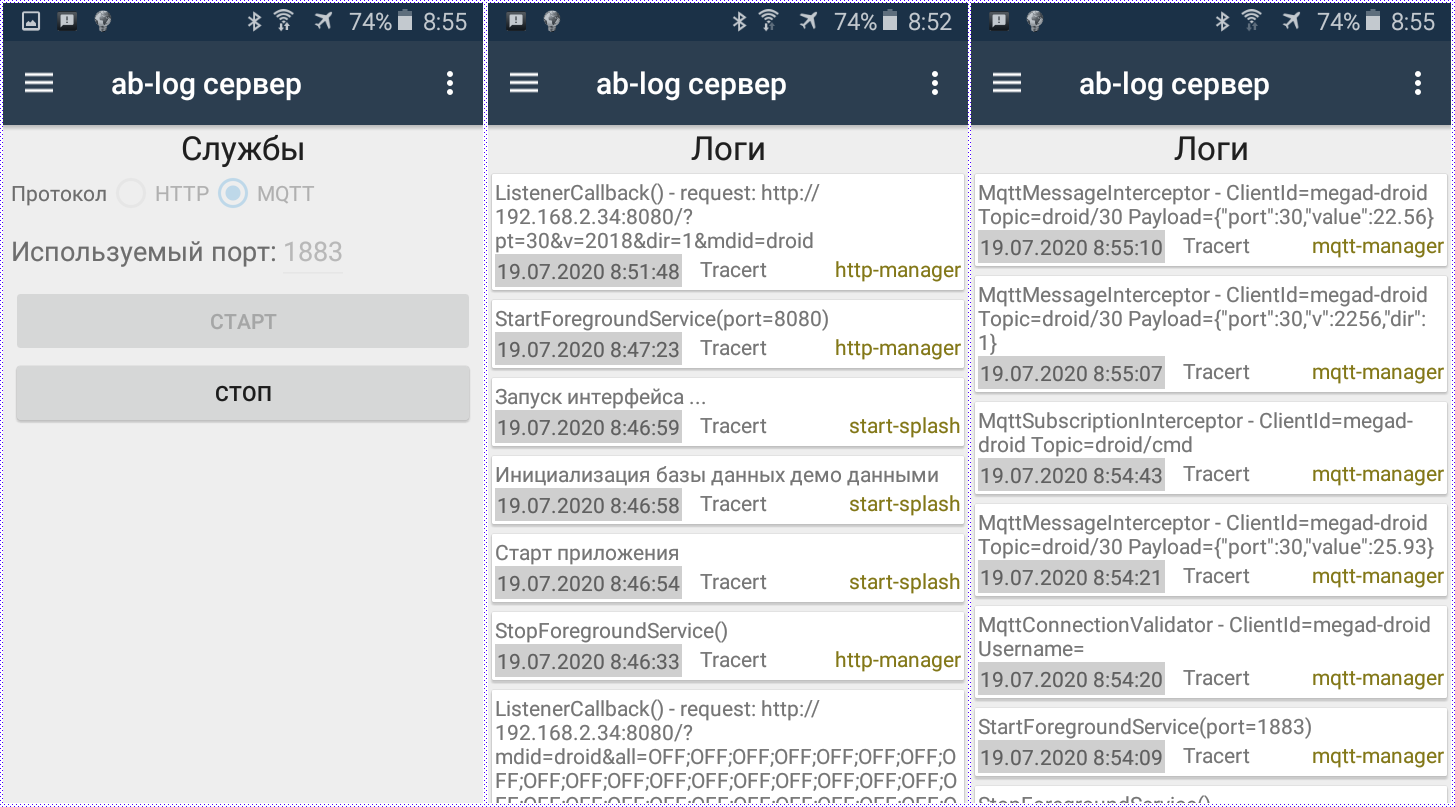 74% 8:55
ab-log сервер
Службы
Протокол HTTP MQTT
Используемый порт: 1883
СТАРТ
СТОП
74% 8:52
ab-log сервер
Логи
ListenerCallback() - request: http://
192.168.2.34:8080/?
pt=30&v=2018&dir=1&mdid=droid
19.07.2020 8:51:48 Tracert http-manager
StartForegroundService(port=8080)
19.07.2020 8:47:23 Tracert http-manager
Запуск интерфейса ...
19.07.2020 8:46:59 Tracert start-splash
Инициализация базы данных демо данными
19.07.2020 8:46:58 Tracert start-splash
Старт приложения
19.07.2020 8:46:54 Tracert start-splash
StopForegroundService()
19.07.2020 8:46:33 Tracert http-manager
ListenerCallback() - request: http://
192.168.2.34:8080/?
mdid=droid&all=OFF;OFF;OFF;OFF;OFF;OFF;OFF;O
FF;OFF;OFF;OFF;OFF;OFF;OFF;OFF;OFF;OFF;O
74% 8:55
ab-log сервер
Логи
MqttMessageInterceptor - ClientId=megad-droid
Topic=droid/30 Payload={"port":30,"value":22.56}
19.07.2020 8:55:10 Tracert mqtt-manager
MqttMessageInterceptor - ClientId=megad-droid
Topic=droid/30 Payload={"port":30,"v":2256,"dir":
1}
19.07.2020 8:55:07 Tracert mqtt-manager
MqttSubscriptionInterceptor - ClientId=megad-
droid Topic=droid/cmd
19.07.2020 8:54:43 Tracert mqtt-manager
MqttMessageInterceptor - ClientId=megad-droid
Topic=droid/30 Payload={"port":30,"value":25.93}
19.07.2020 8:54:21 Tracert mqtt-manager
MqttConnectionValidator - ClientId=megad-droid
Username=
19.07.2020 8:54:20 Tracert mqtt-manager
StartForegroundService(port=1883)
19.07.2020 8:54:09 Tracert mqtt-manager